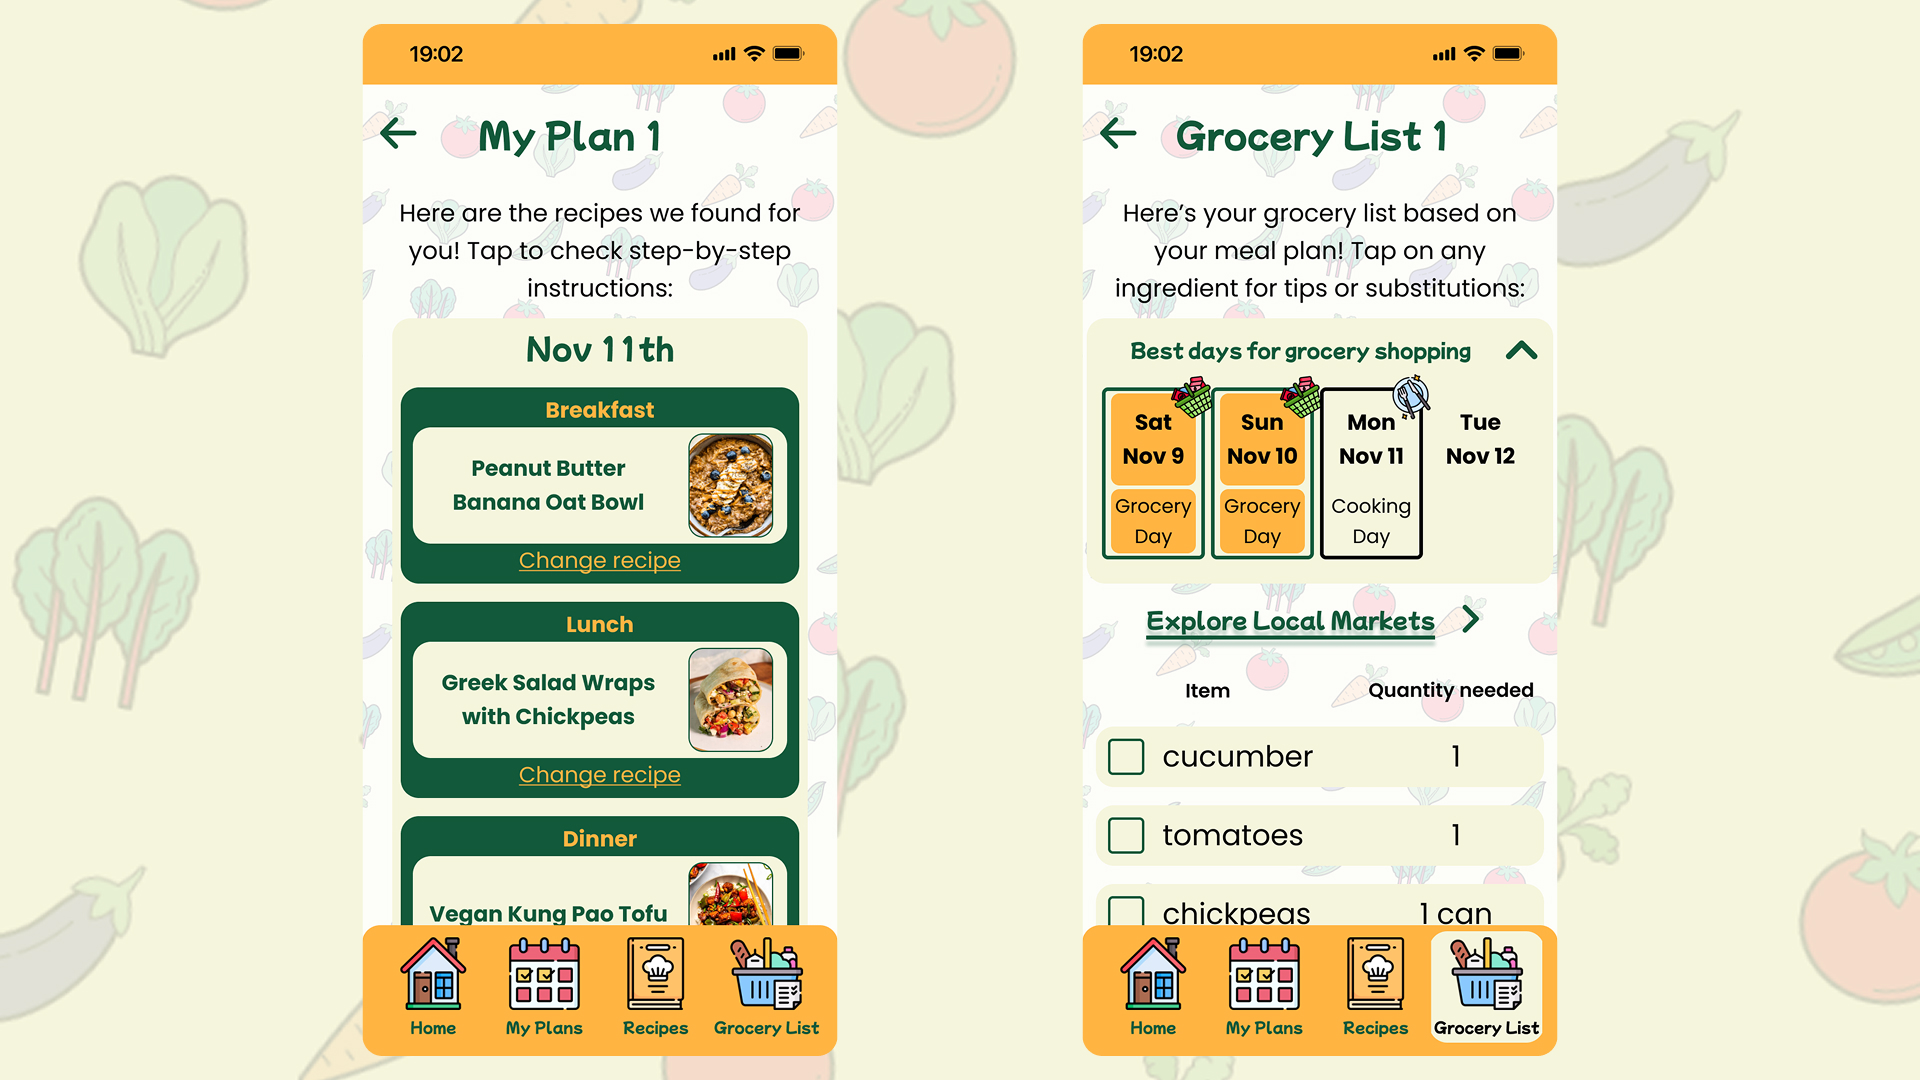 19:02
My Plan 1
Here are the recipes we found for
you! Tap to check step-by-step
instructions:
Nov 11th
Breakfast
Peanut Butter
Banana Oat Bowl
Change recipe
Lunch
Greek Salad Wraps
with Chickpeas
Change recipe
Dinner
Vegan Kung Pao Tofu
Home
My Plans
Recipes
Grocery List
19:02
Grocery List 1
Here's your grocery list based on
your meal plan! Tap on any
ingredient for tips or substitutions:
Best days for grocery shopping
Sat
Nov 9
Grocery
Day
Sun
Nov 10
Grocery
Day
Mon
Nov 11
Cooking
Day
Tue
Nov 12
Explore Local Markets
Item Quantity needed
cucumber 1
tomatoes 1
chickpeas 1 can
Home
My Plans
Recipes
Grocery List